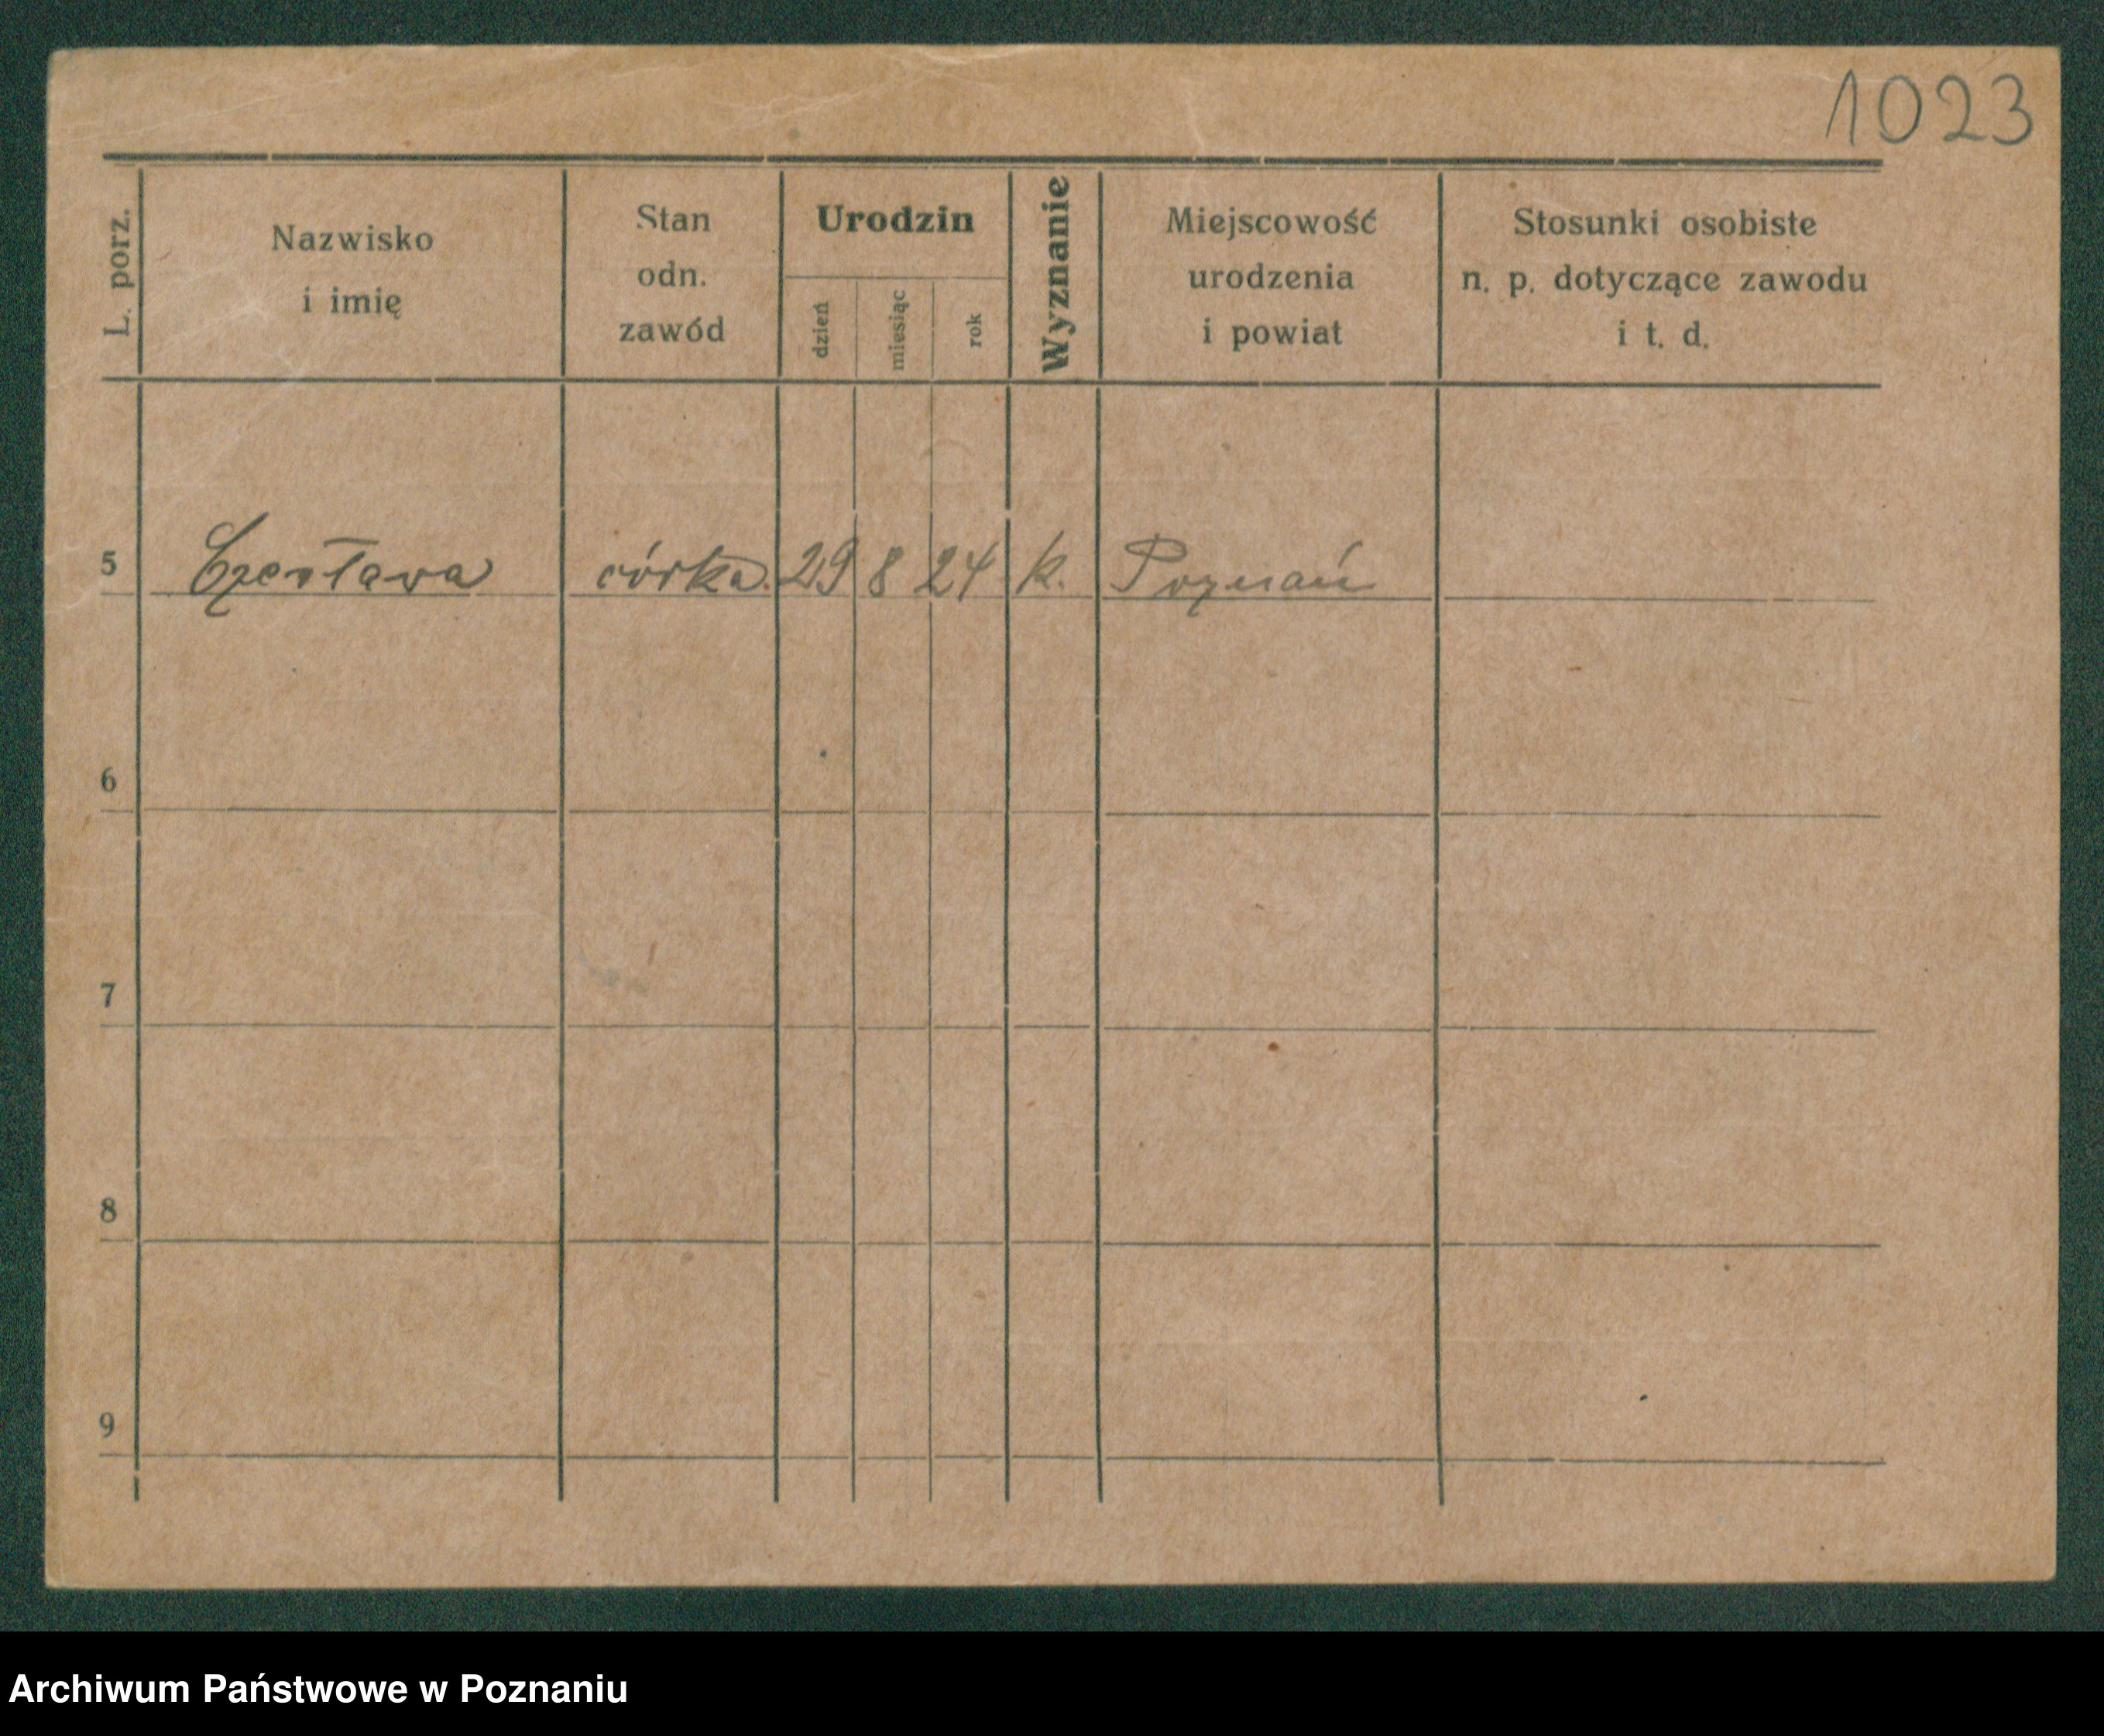 1023
L. porz.
Nazwisko
i imię
Stan
odn.
zawód
Urodzin
dzień
miesiąc
rok
Wyznanie
Miejscowość
urodzenia
i powiat
Stosunki osobiste
n. p. dotyczące zawodu
i t. d.
5 Czesława córka 29 8 24 k. Poznań
6
7
8
9
Archiwum Państwowe w Poznaniu